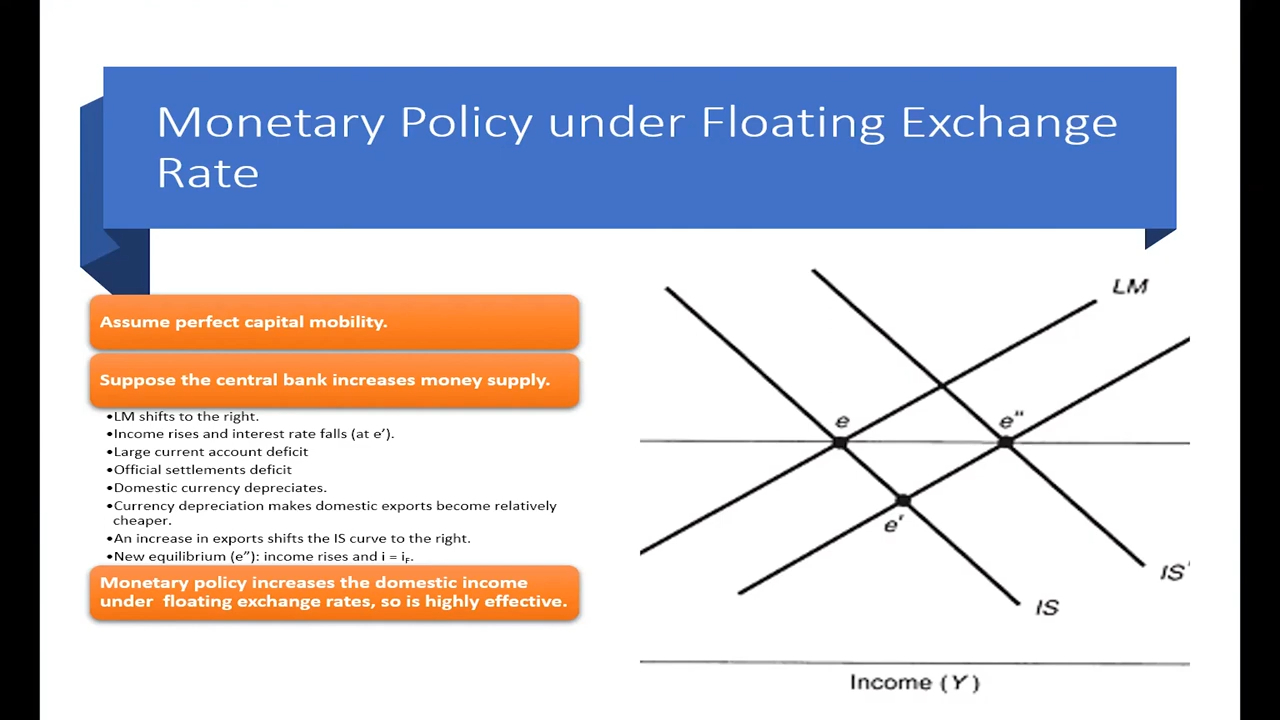 Monetary Policy under Floating Exchange
Rate
Assume perfect capital mobility.
Suppose the central bank increases money supply.
•LM shifts to the right.
•Income rises and interest rate falls (at e′).
•Large current account deficit
•Official settlements deficit
•Domestic currency depreciates.
•Currency depreciation makes domestic exports become relatively
cheaper.
•An increase in exports shifts the IS curve to the right.
•New equilibrium (e″): income rises and i = iF.
Monetary policy increases the domestic income
under floating exchange rates, so is highly effective.
LM
e
e"
e'
IS'
IS
Income (Y)